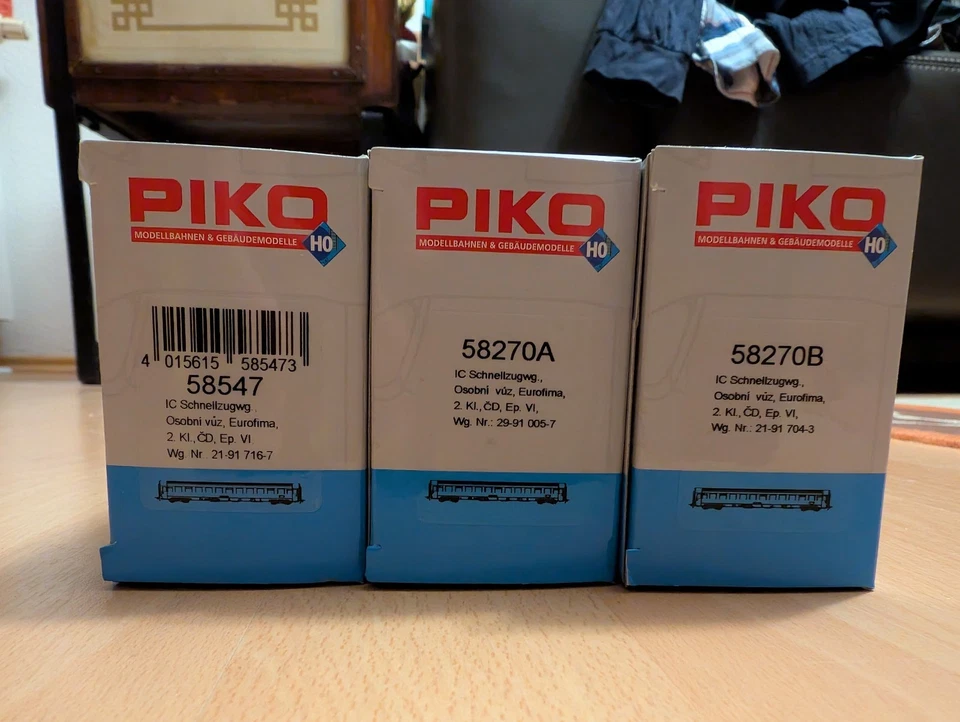 PIKO
MODELLBAHNEN & GEBÄUDEMODELLE
H0
4 015615 585473
58547
IC Schnellzugwg.,
Osobní vúz, Eurofima,
2. Kl., ČD, Ep. VI
Wg. Nr. 21-91 716-7
PIKO
MODELLBAHNEN & GEBÄUDEMODELLE
H0
58270A
IC Schnellzugwg.,
Osobní vúz, Eurofima,
2. Kl., ČD, Ep. VI,
Wg. Nr.: 29-91 005-7
PIKO
MODELLBAHNEN & GEBÄUDEMODELLE
H0
58270B
IC Schnellzugwg.,
Osobní vúz, Eurofima,
2. Kl., ČD, Ep. VI,
Wg. Nr.: 21-91 704-3